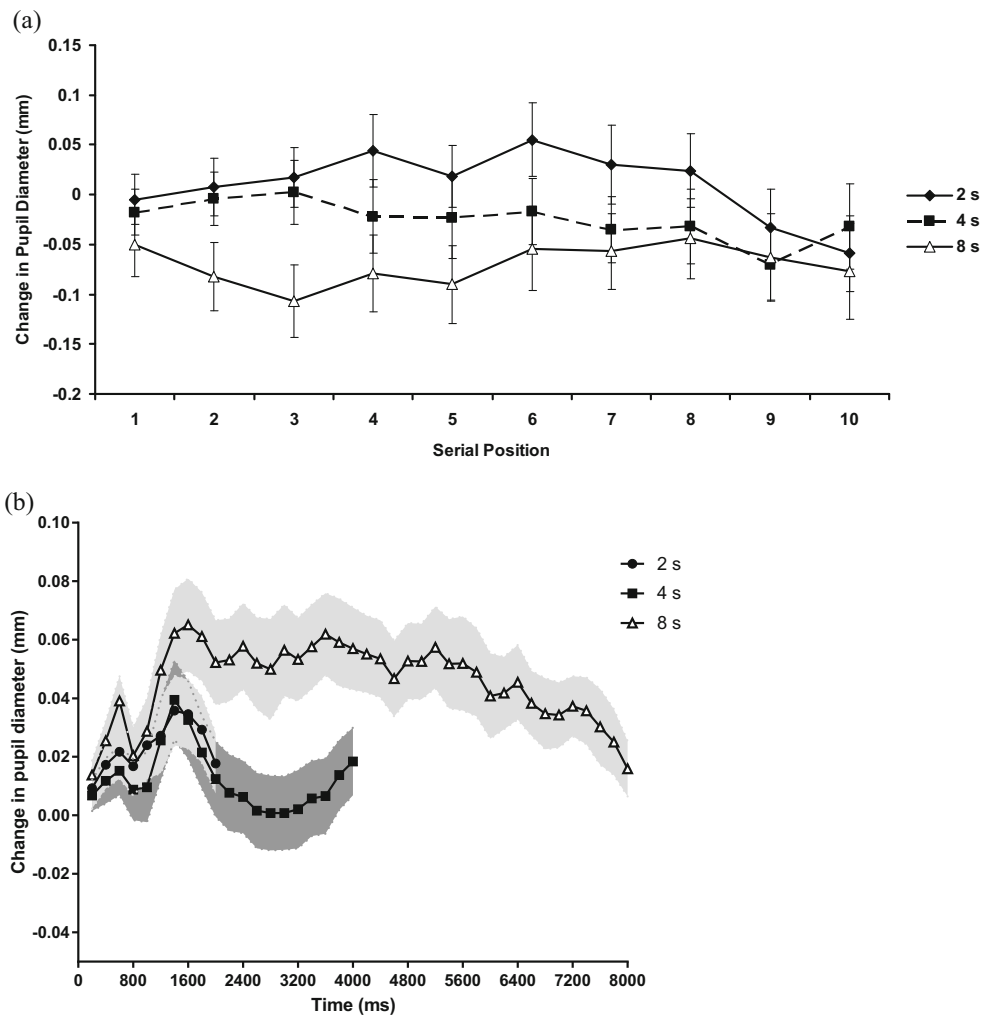 (a)
0.15
0.1
0.05
0
-0.05
-0.1
-0.15
-0.2
Change in Pupil Diameter (mm)
1 2 3 4 5 6 7 8 9 10
Serial Position
2 s
4 s
8 s
(b)
0.10
0.08
0.06
0.04
0.02
0.00
-0.02
-0.04
Change in pupil diameter (mm)
0 800 1600 2400 3200 4000 4800 5600 6400 7200 8000
Time (ms)
2 s
4 s
8 s